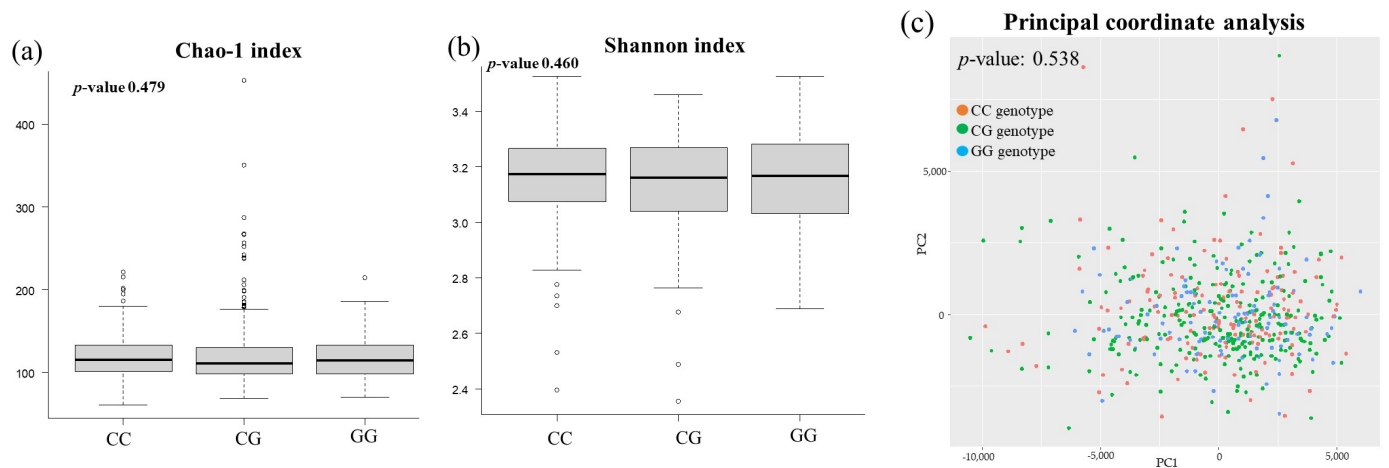 (a)
Chao-1 index
p-value 0.479
400
300
200
100
CC
CG
GG
(b)
Shannon index
p-value 0.460
3.4
3.2
3.0
2.8
2.6
2.4
CC
CG
GG
(c)
Principal coordinate analysis
p-value: 0.538
CC genotype
CG genotype
GG genotype
PC2
5,000
0
-10,000
-5,000
0
5,000
PC1